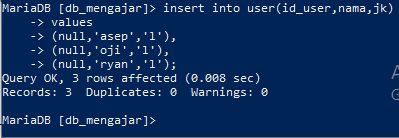 MariaDB [db_mengajar]> insert into user(id_user,nama,jk)
    -> values
    -> (null,'asep','l'),
    -> (null,'oji','l'),
    -> (null,'ryan','l');
Query OK, 3 rows affected (0.008 sec)
Records: 3  Duplicates: 0  Warnings: 0
MariaDB [db_mengajar]>